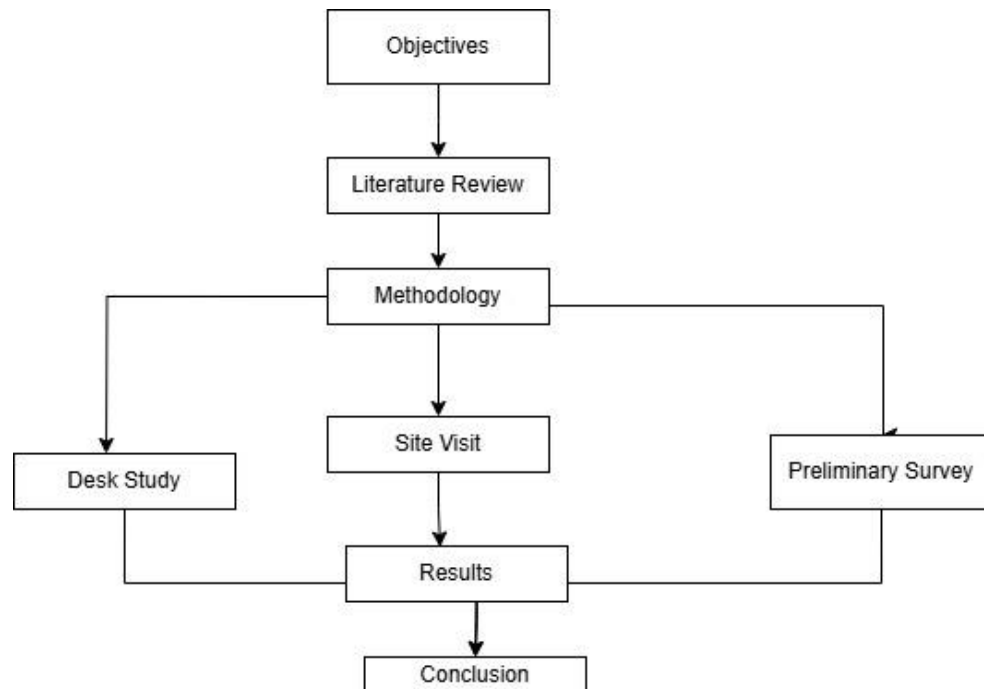 Objectives
Literature Review
Methodology
Site Visit
Desk Study
Preliminary Survey
Results
Conclusion